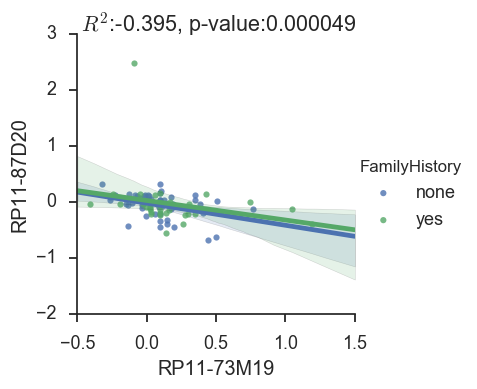 R²:-0.395, p-value:0.000049
3
2
1
0
−1
−2
RP11-87D20
−0.5 0.0 0.5 1.0 1.5
RP11-73M19
FamilyHistory
none
yes